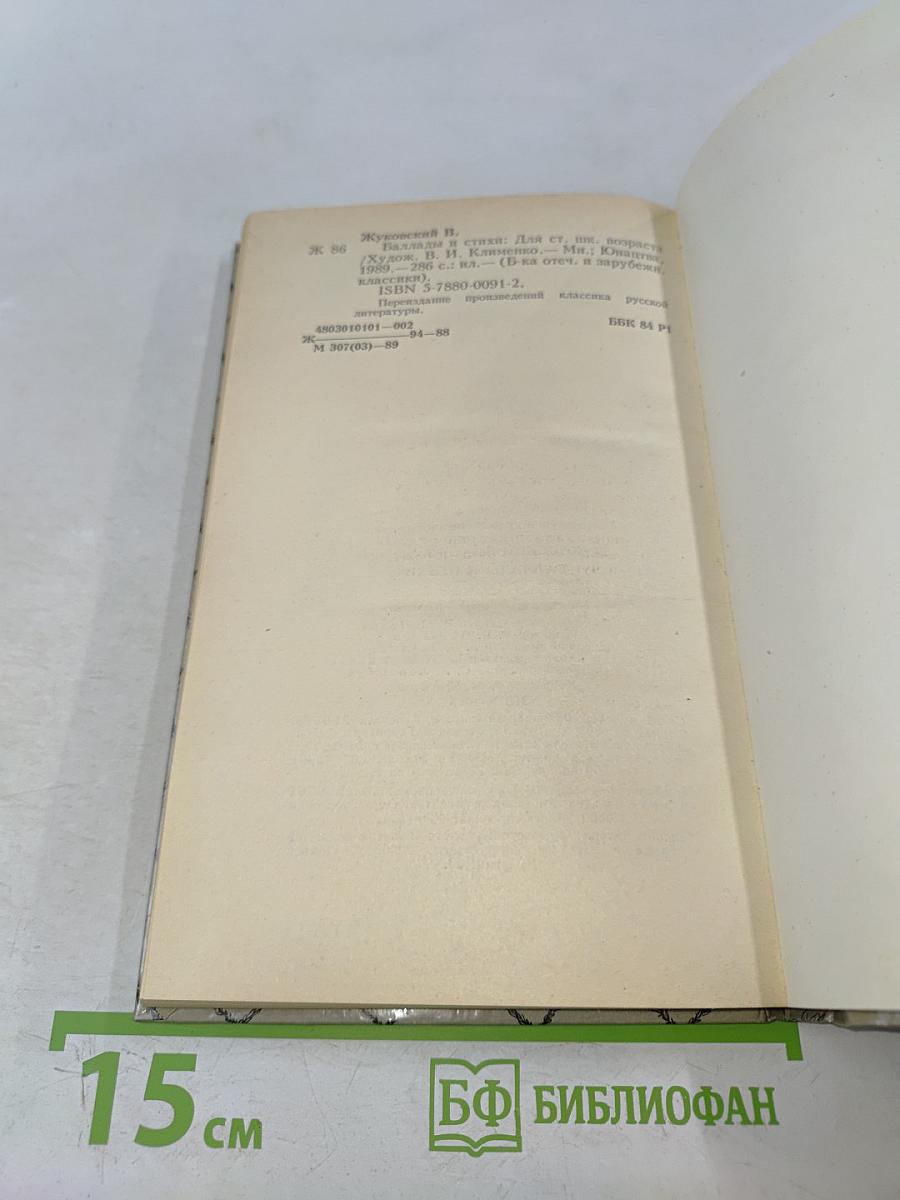 Жуковский В.
Ж 86 Баллады и стихи: Для ст. шк. возраста
/Худож. В. И. Клименко.— Мн.; Юнацтва,
1989.—286 с.: ил.— (Б-ка отеч. и зарубежн.
классики).
ISBN 5-7880-0091-2.
Переиздание произведений классика русской
литературы.
4803010101—002
Ж 94—88
М 307(03)—89
ББК 84 Р1
15 см
БФ БИБЛИОФАН